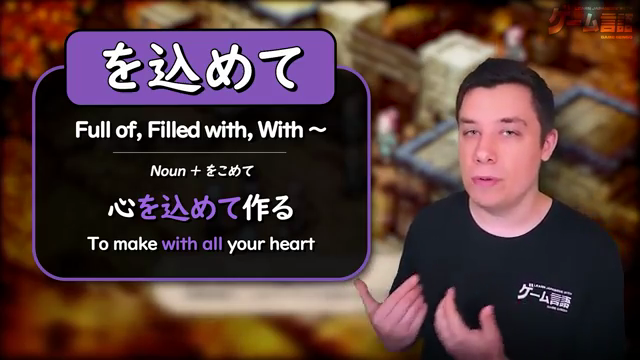 を込めて
Full of, Filled with, With ～
Noun + をこめて
心を込めて作る
To make with all your heart
ゲーム言語
ゲーム言語